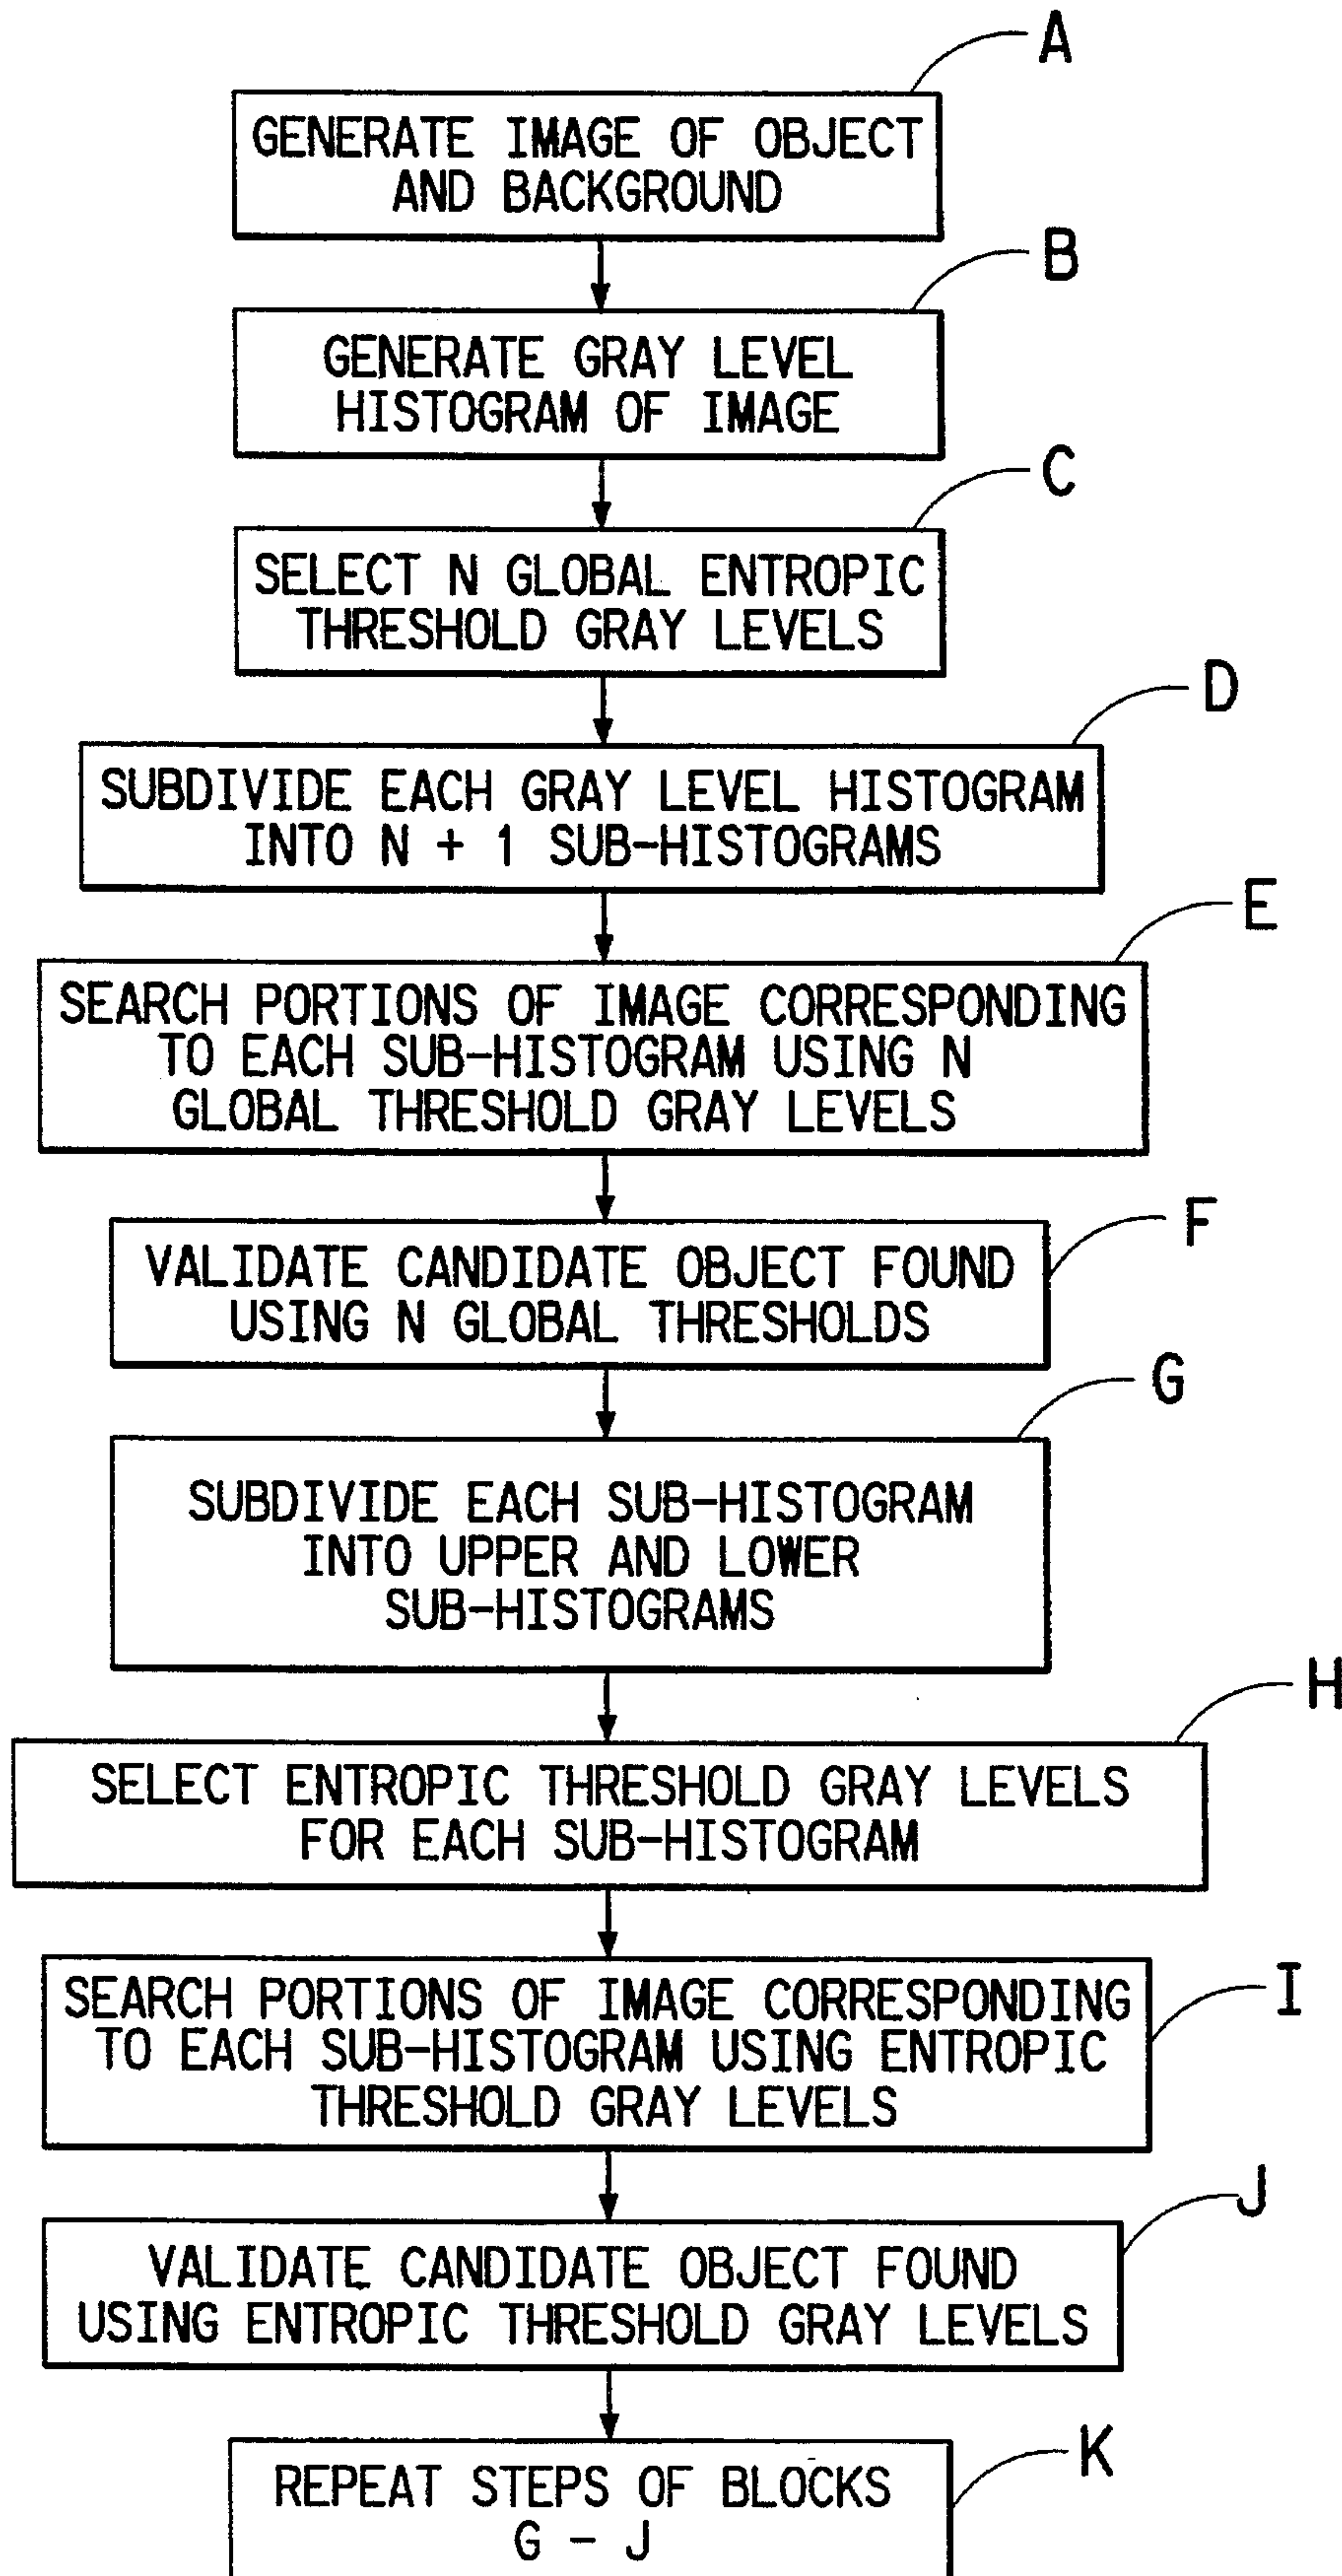 A
GENERATE IMAGE OF OBJECT
AND BACKGROUND
B
GENERATE GRAY LEVEL
HISTOGRAM OF IMAGE
C
SELECT N GLOBAL ENTROPIC
THRESHOLD GRAY LEVELS
D
SUBDIVIDE EACH GRAY LEVEL HISTOGRAM
INTO N + 1 SUB-HISTOGRAMS
E
SEARCH PORTIONS OF IMAGE CORRESPONDING
TO EACH SUB-HISTOGRAM USING N
GLOBAL THRESHOLD GRAY LEVELS
F
VALIDATE CANDIDATE OBJECT FOUND
USING N GLOBAL THRESHOLDS
G
SUBDIVIDE EACH SUB-HISTOGRAM
INTO UPPER AND LOWER
SUB-HISTOGRAMS
H
SELECT ENTROPIC THRESHOLD GRAY LEVELS
FOR EACH SUB-HISTOGRAM
I
SEARCH PORTIONS OF IMAGE CORRESPONDING
TO EACH SUB-HISTOGRAM USING ENTROPIC
THRESHOLD GRAY LEVELS
J
VALIDATE CANDIDATE OBJECT FOUND
USING ENTROPIC THRESHOLD GRAY LEVELS
K
REPEAT STEPS OF BLOCKS
G - J